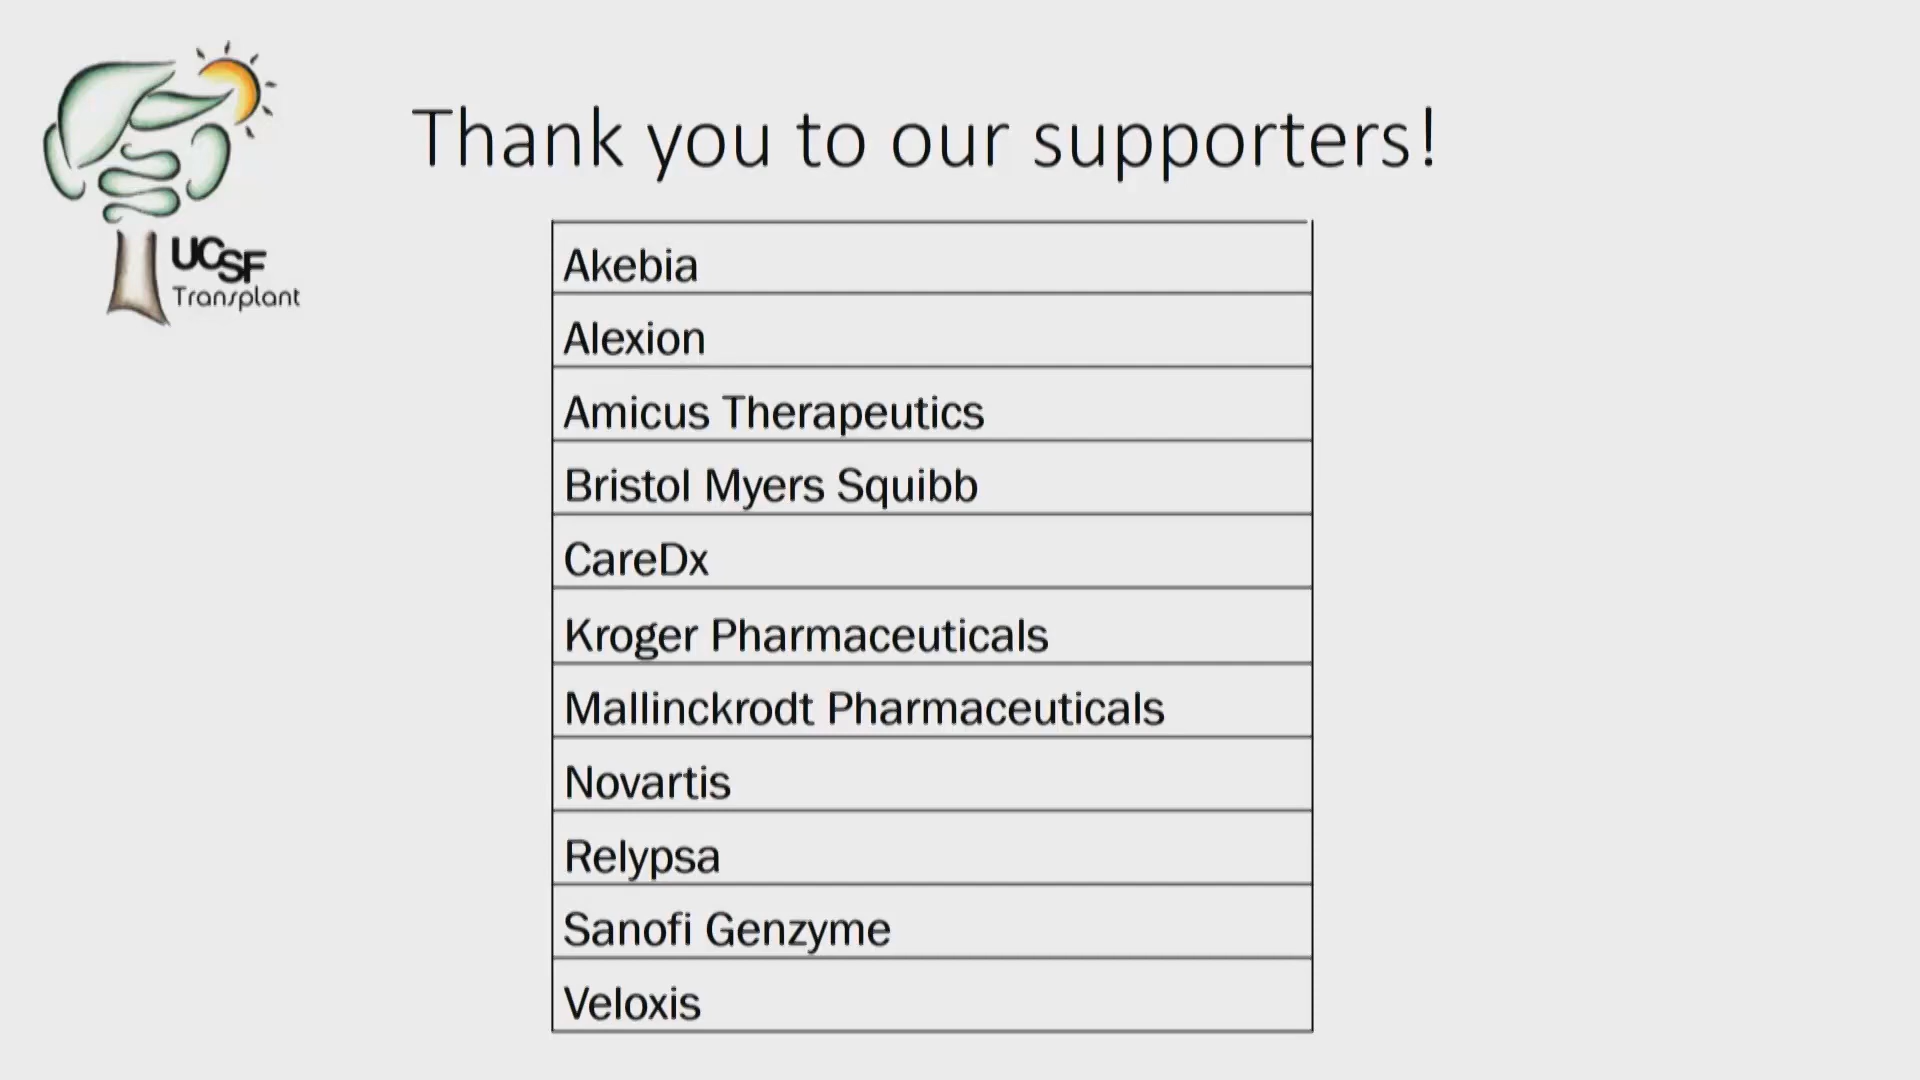 Thank you to our supporters!
UCSF
Transplant
Akebia
Alexion
Amicus Therapeutics
Bristol Myers Squibb
CareDx
Kroger Pharmaceuticals
Mallinckrodt Pharmaceuticals
Novartis
Relypsa
Sanofi Genzyme
Veloxis